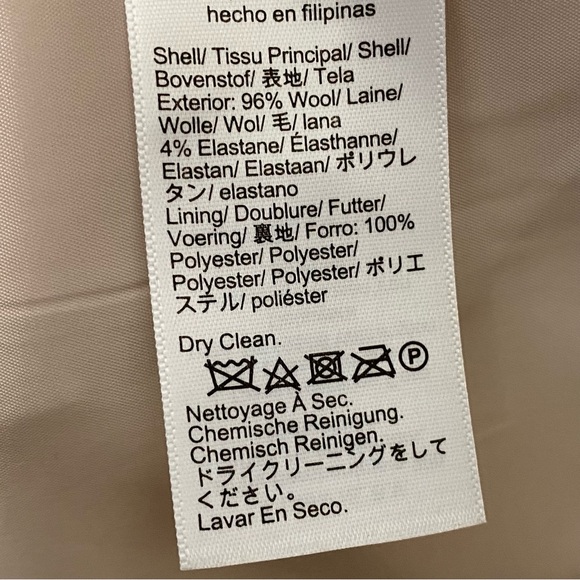 hecho en filipinas
Shell/ Tissu Principal/ Shell/
Bovenstof/ 表地/ Tela
Exterior: 96% Wool/ Laine/
Wolle/ Wol/ 毛/ lana
4% Elastane/ Élasthanne/
Elastan/ Elastaan/ ポリウレ
タン/ elastano
Lining/ Doublure/ Futter/
Voering/ 裏地/ Forro: 100%
Polyester/ Polyester/
Polyester/ Polyester/ ポリエ
ステル/ poliéster
Dry Clean.
P
Nettoyage À Sec.
Chemische Reinigung.
Chemisch Reinigen.
ドライクリーニングをして
ください。
Lavar En Seco.